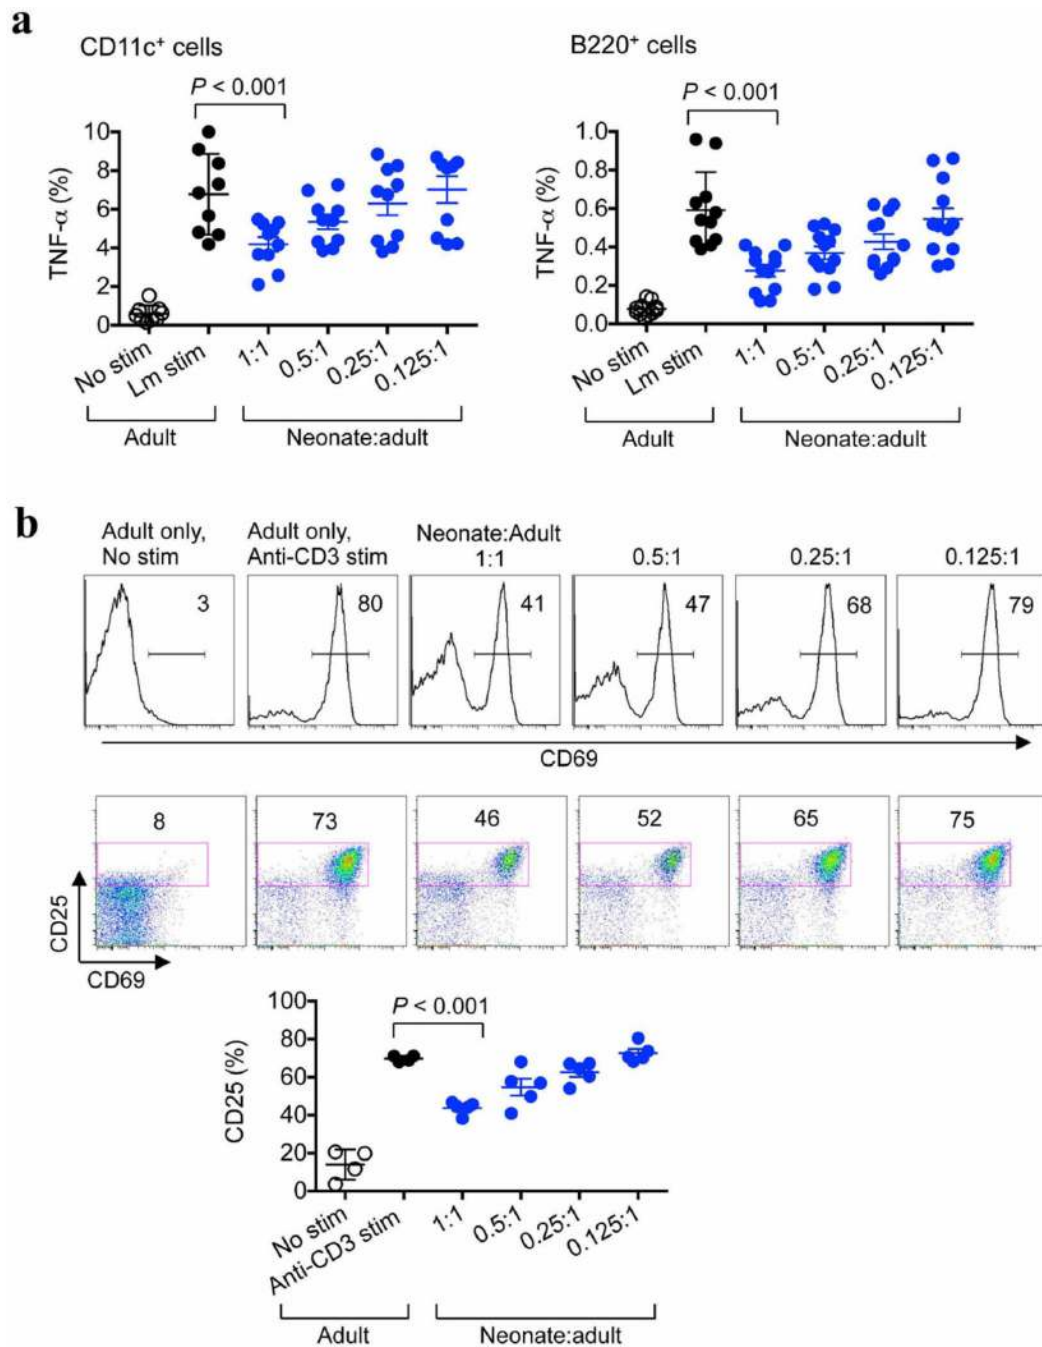 a
CD11c+ cells
P < 0.001
TNF-α (%)
10
8
6
4
2
0
No stim
Lm stim
1:1
0.5:1
0.25:1
0.125:1
Adult
Neonate:adult
B220+ cells
P < 0.001
TNF-α (%)
1.0
0.8
0.6
0.4
0.2
0.0
No stim
Lm stim
1:1
0.5:1
0.25:1
0.125:1
Adult
Neonate:adult
b
Adult only,
No stim
Adult only,
Anti-CD3 stim
Neonate:Adult
1:1
0.5:1
0.25:1
0.125:1
3
80
41
47
68
79
CD69
8
73
46
52
65
75
CD25
CD69
P < 0.001
CD25 (%)
100
80
60
40
20
0
No stim
Anti-CD3 stim
1:1
0.5:1
0.25:1
0.125:1
Adult
Neonate:adult